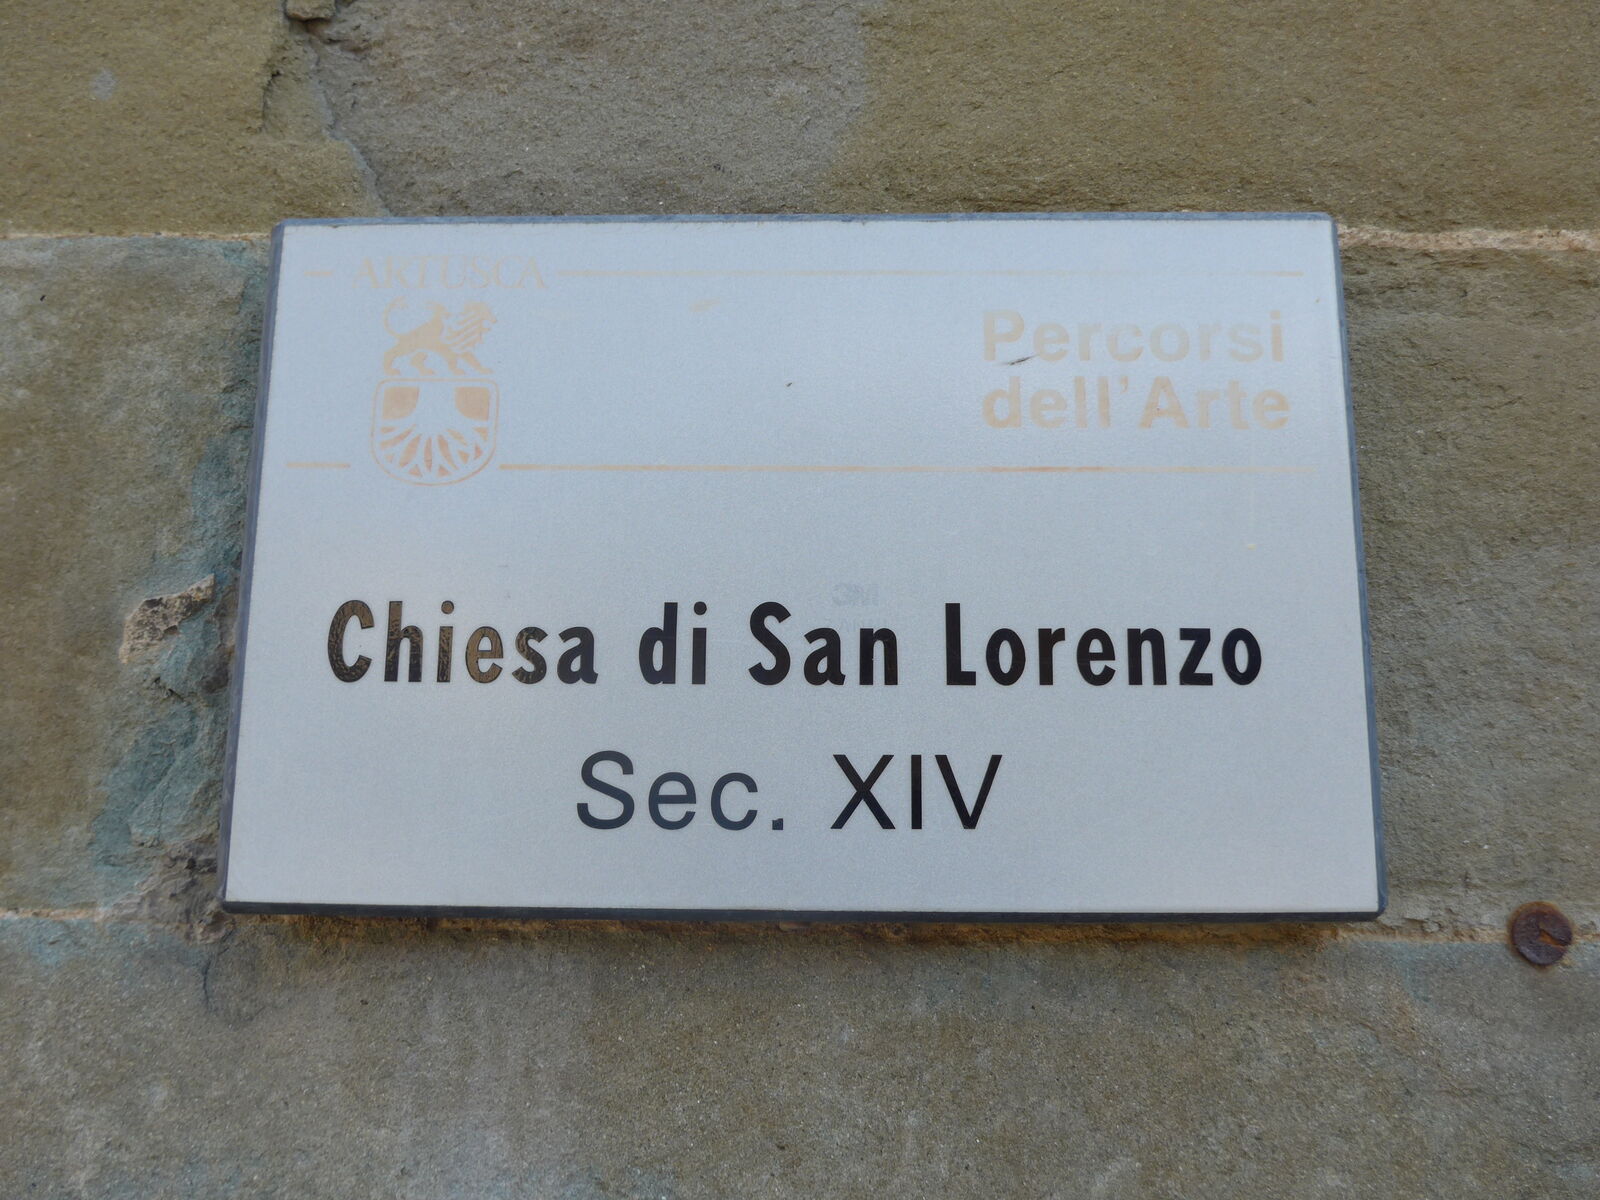 ARTUSCA
Percorsi
dell'Arte
Chiesa di San Lorenzo
Sec. XIV